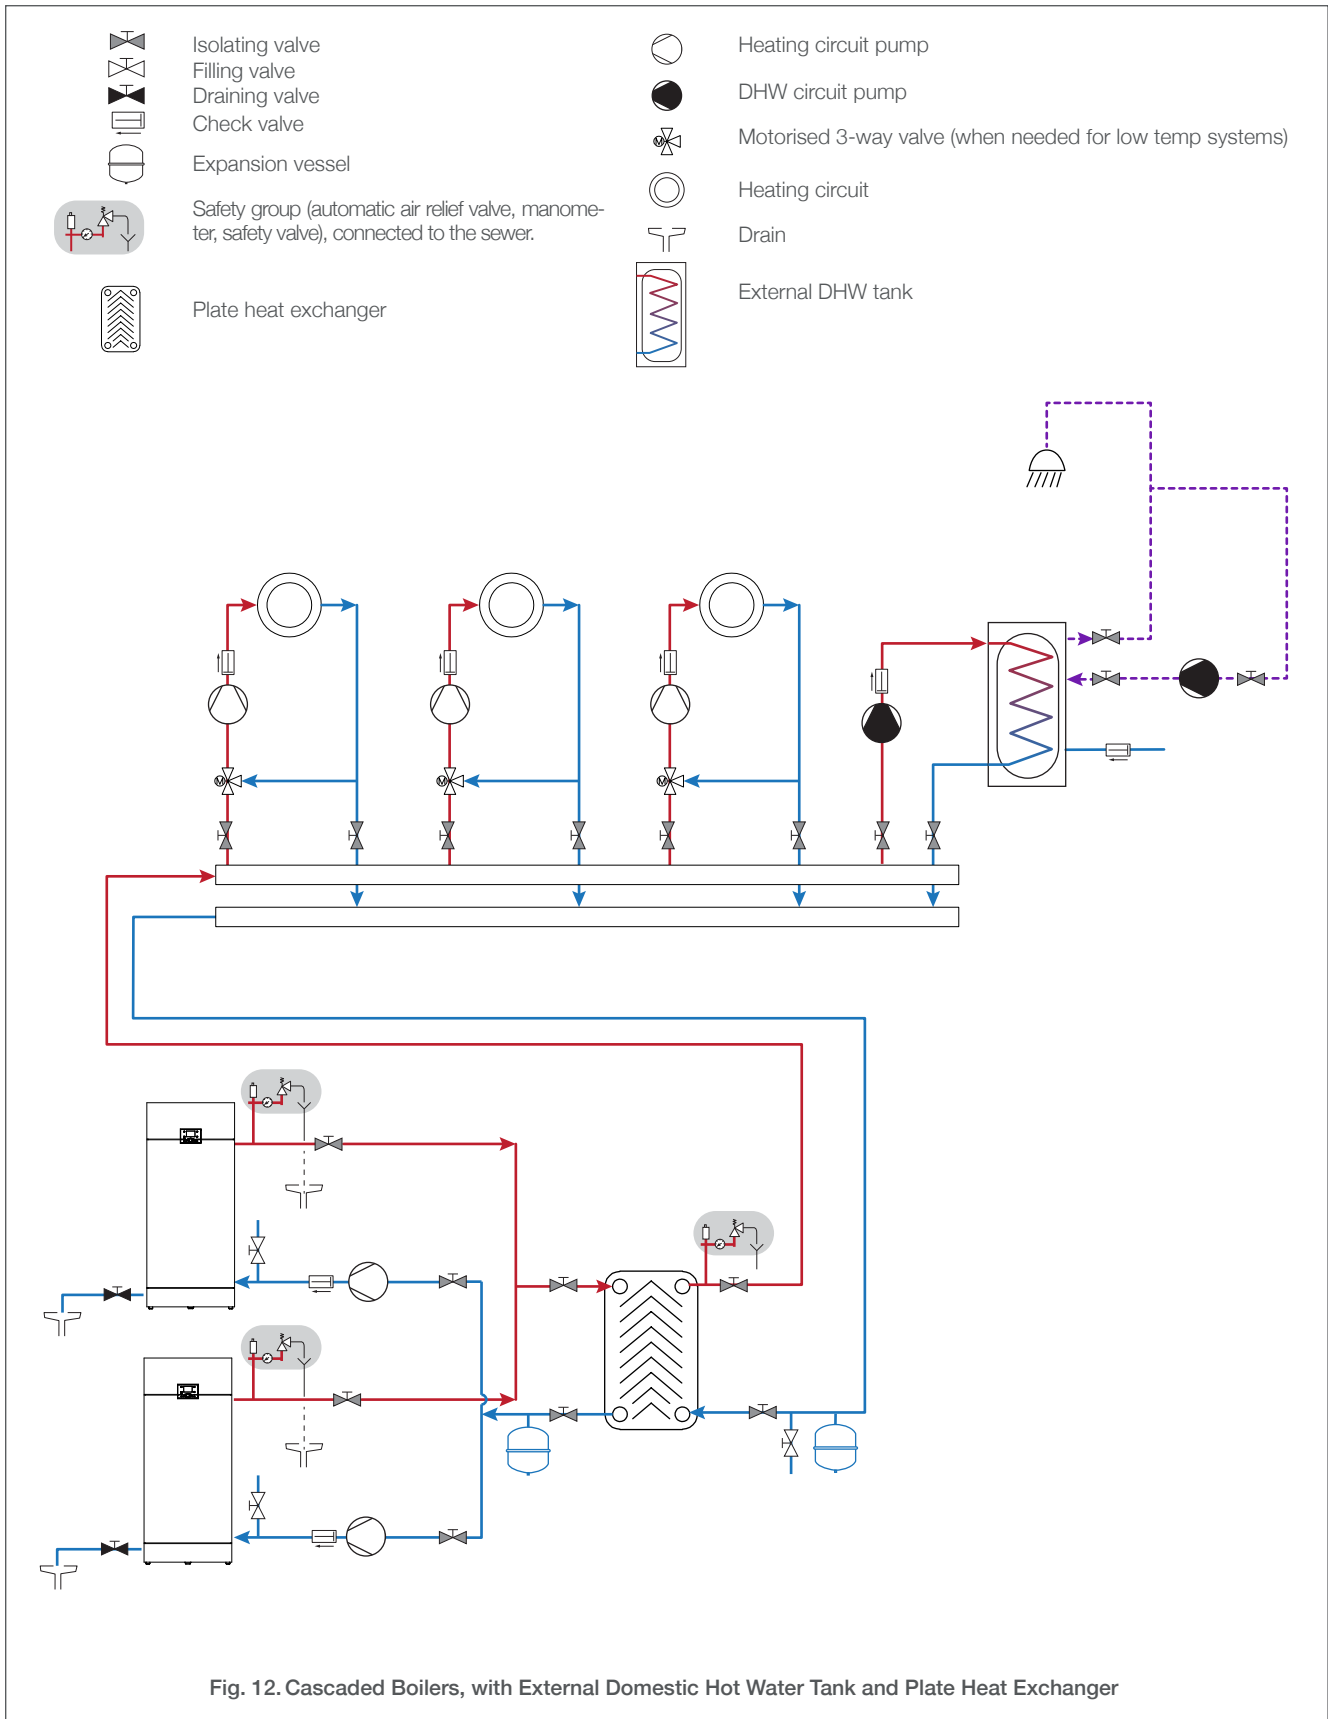 Isolating valve
Filling valve
Draining valve
Check valve
Expansion vessel
Safety group (automatic air relief valve, manome-
ter, safety valve), connected to the sewer.
Plate heat exchanger
Heating circuit pump
DHW circuit pump
M
Motorised 3-way valve (when needed for low temp systems)
Heating circuit
Drain
External DHW tank
M
M
M
Fig. 12. Cascaded Boilers, with External Domestic Hot Water Tank and Plate Heat Exchanger